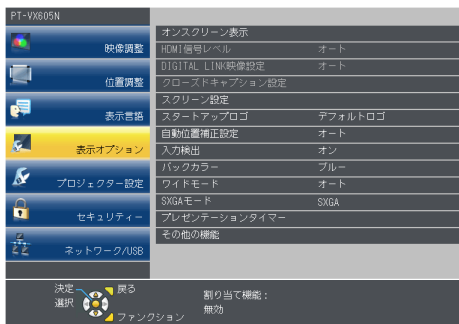 PT-VX605N
映像調整
位置調整
表示言語
表示オプション
プロジェクター設定
セキュリティー
ネットワーク/USB
オンスクリーン表示
HDMI信号レベル オート
DIGITAL LINK映像設定 オート
クローズドキャプション設定
スクリーン設定
スタートアップロゴ デフォルトロゴ
自動位置補正設定 オート
入力検出 オン
バックカラー ブルー
ワイドモード オート
SXGAモード SXGA
プレゼンテーションタイマー
その他の機能
決定 戻る
選択
ファンクション
割り当て機能：
無効